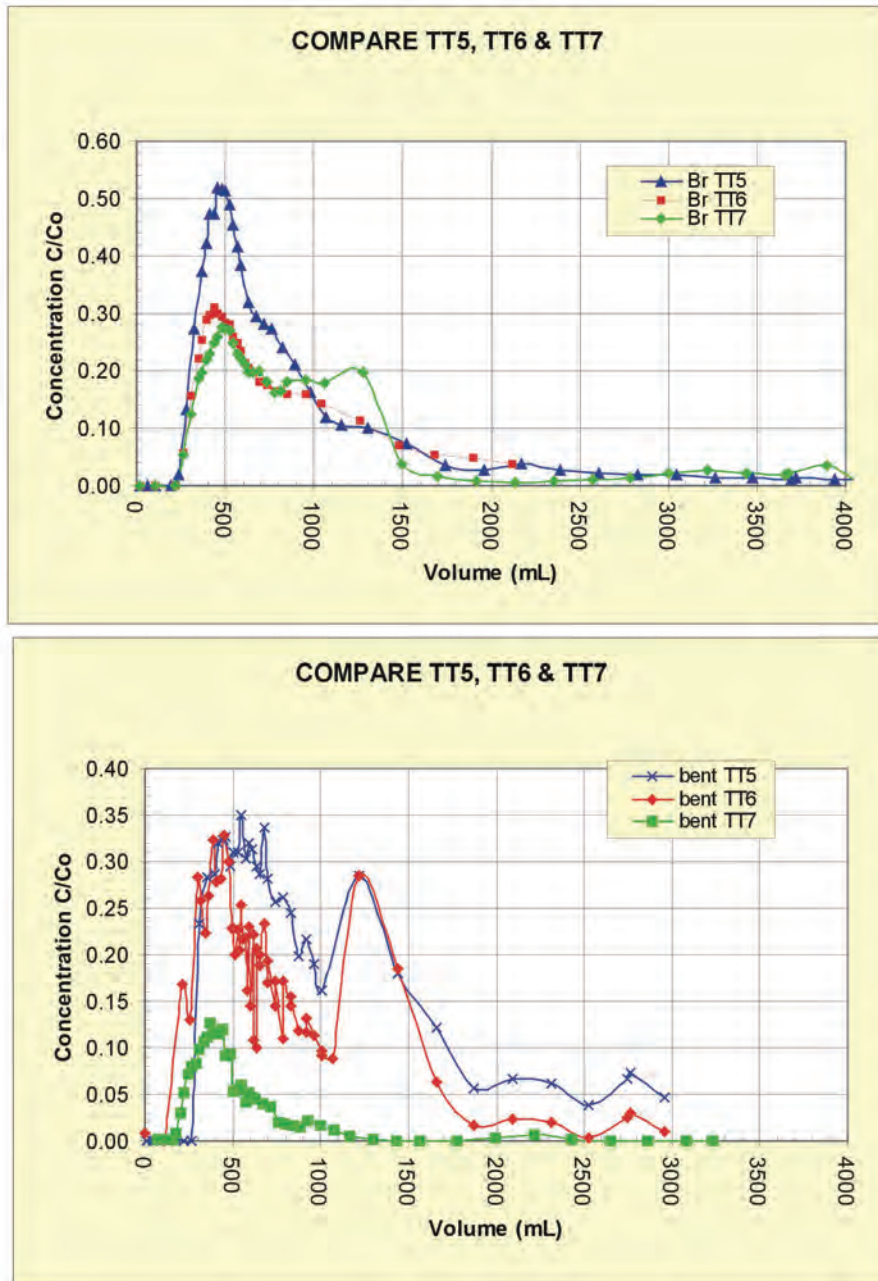 COMPARE TT5, TT6 & TT7
0.60
0.50
0.40
0.30
0.20
0.10
0.00
Concentration C/Co
Br TT5
Br TT6
Br TT7
0
500
1000
1500
2000
2500
3000
3500
4000
Volume (mL)
COMPARE TT5, TT6 & TT7
0.40
0.35
0.30
0.25
0.20
0.15
0.10
0.05
0.00
Concentration C/Co
bent TT5
bent TT6
bent TT7
0
500
1000
1500
2000
2500
3000
3500
4000
Volume (mL)